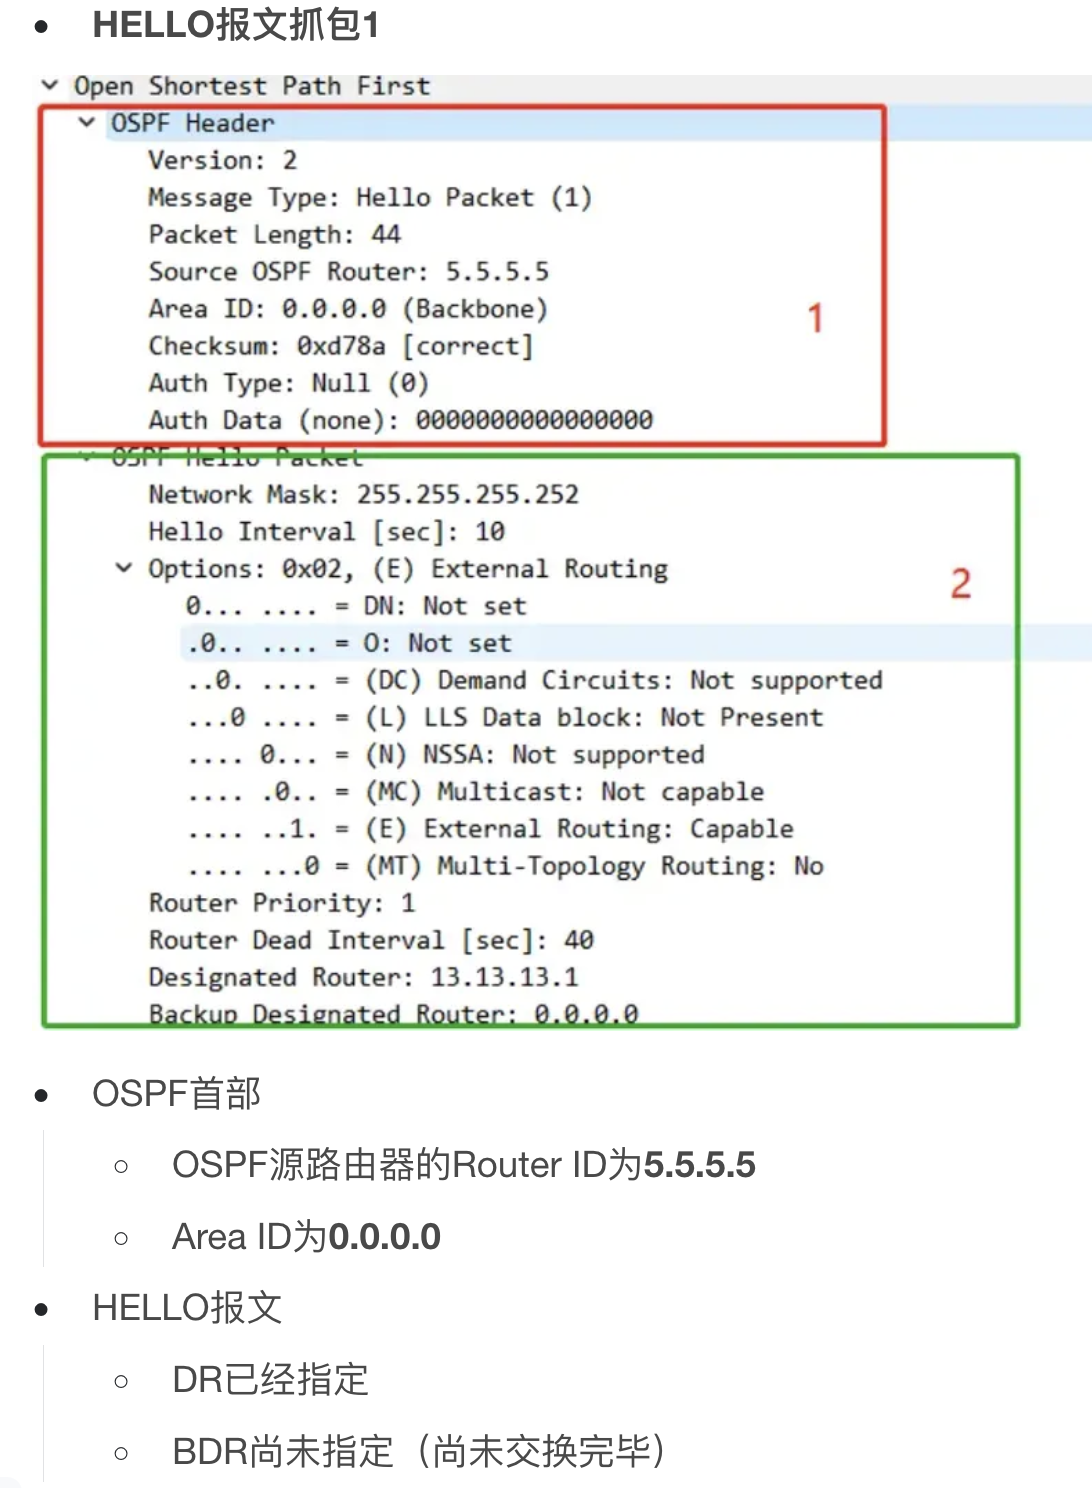 HELLO报文抓包1
Open Shortest Path First
OSPF Header
Version: 2
Message Type: Hello Packet (1)
Packet Length: 44
Source OSPF Router: 5.5.5.5
Area ID: 0.0.0.0 (Backbone)
1
Checksum: 0xd78a [correct]
Auth Type: Null (0)
Auth Data (none): 0000000000000000
OSPF Hello Packet
Network Mask: 255.255.255.252
Hello Interval [sec]: 10
Options: 0x02, (E) External Routing
2
0... .... = DN: Not set
.0.. .... = O: Not set
..0. .... = (DC) Demand Circuits: Not supported
...0 .... = (L) LLS Data block: Not Present
.... 0... = (N) NSSA: Not supported
.... .0.. = (MC) Multicast: Not capable
.... ..1. = (E) External Routing: Capable
.... ...0 = (MT) Multi-Topology Routing: No
Router Priority: 1
Router Dead Interval [sec]: 40
Designated Router: 13.13.13.1
Backup Designated Router: 0.0.0.0
OSPF首部
OSPF源路由器的Router ID为5.5.5.5
Area ID为0.0.0.0
HELLO报文
DR已经指定
BDR尚未指定（尚未交换完毕）